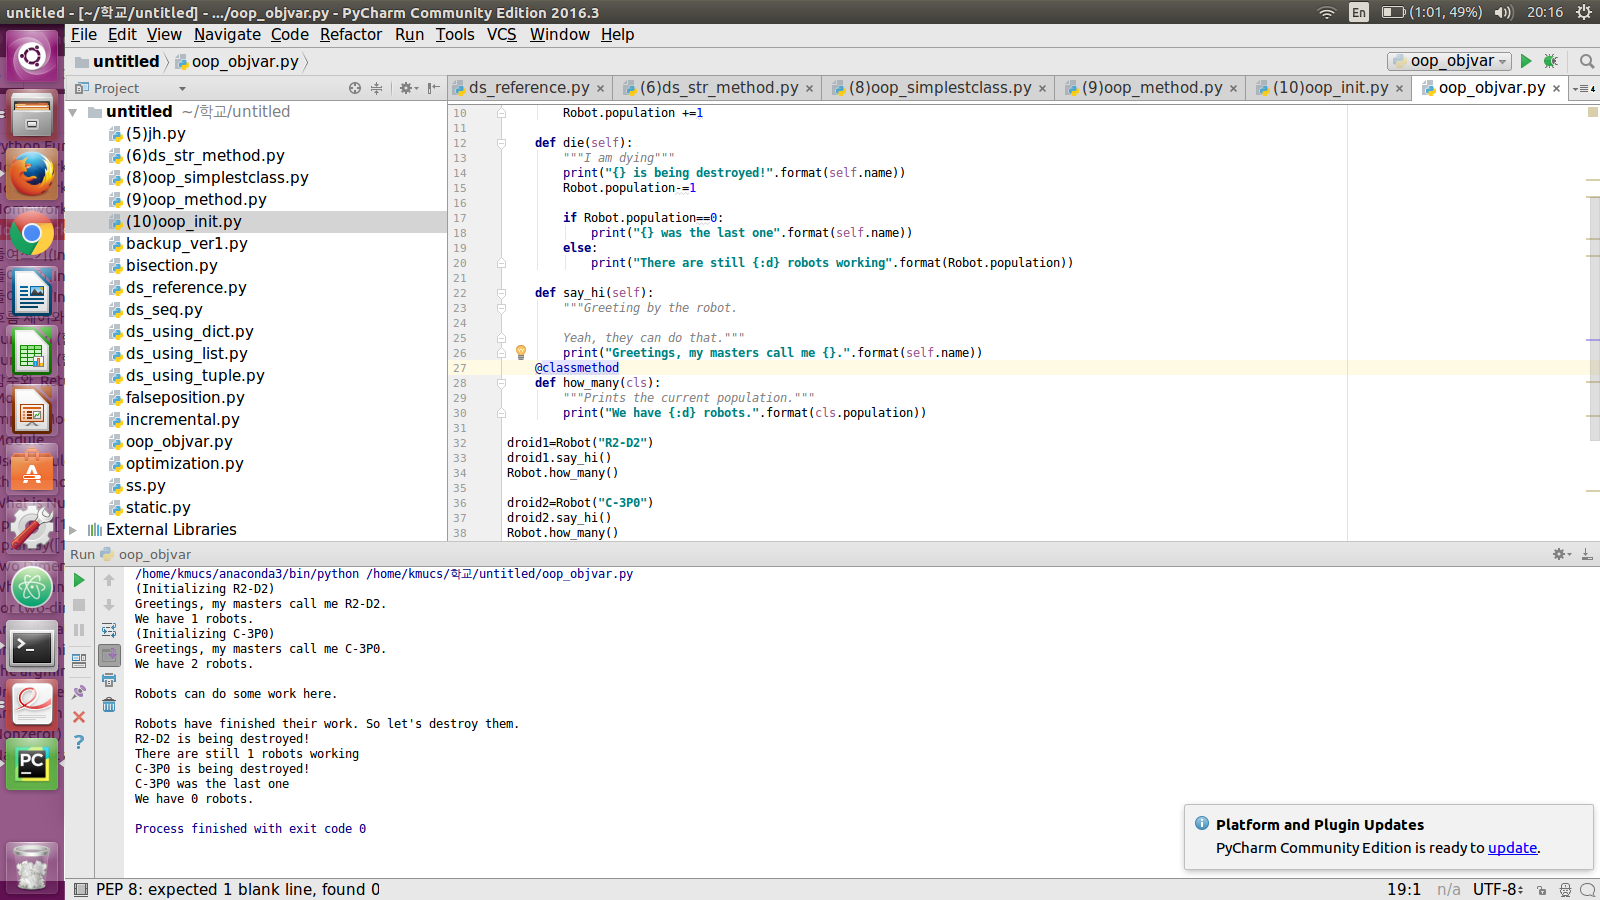 untitled - [~/학교/untitled] - .../oop_objvar.py - PyCharm Community Edition 2016.3
En (1:01, 49%) 20:16
File Edit View Navigate Code Refactor Run Tools VCS Window Help
untitled oop_objvar.py
oop_objvar
Project
ds_reference.py (6)ds_str_method.py (8)oop_simplestclass.py (9)oop_method.py (10)oop_init.py oop_objvar.py
untitled ~/학교/untitled
(5)jh.py
(6)ds_str_method.py
(8)oop_simplestclass.py
(9)oop_method.py
(10)oop_init.py
backup_ver1.py
bisection.py
ds_reference.py
ds_seq.py
ds_using_dict.py
ds_using_list.py
ds_using_tuple.py
falseposition.py
incremental.py
oop_objvar.py
optimization.py
ss.py
static.py
External Libraries
10 Robot.population +=1
11
12 def die(self):
13 """I am dying"""
14 print("{} is being destroyed!".format(self.name))
15 Robot.population-=1
16
17 if Robot.population==0:
18 print("{} was the last one".format(self.name))
19 else:
20 print("There are still {:d} robots working".format(Robot.population))
21
22 def say_hi(self):
23 """Greeting by the robot.
24
25 Yeah, they can do that."""
26 print("Greetings, my masters call me {}.".format(self.name))
27 @classmethod
28 def how_many(cls):
29 """Prints the current population."""
30 print("We have {:d} robots.".format(cls.population))
31
32 droid1=Robot("R2-D2")
33 droid1.say_hi()
34 Robot.how_many()
35
36 droid2=Robot("C-3P0")
37 droid2.say_hi()
38 Robot.how_many()
Run oop_objvar
/home/kmucs/anaconda3/bin/python /home/kmucs/학교/untitled/oop_objvar.py
(Initializing R2-D2)
Greetings, my masters call me R2-D2.
We have 1 robots.
(Initializing C-3P0)
Greetings, my masters call me C-3P0.
We have 2 robots.
Robots can do some work here.
Robots have finished their work. So let's destroy them.
R2-D2 is being destroyed!
There are still 1 robots working
C-3P0 is being destroyed!
C-3P0 was the last one
We have 0 robots.
Process finished with exit code 0
Platform and Plugin Updates
PyCharm Community Edition is ready to update.
PEP 8: expected 1 blank line, found 0
19:1 n/a UTF-8
PC